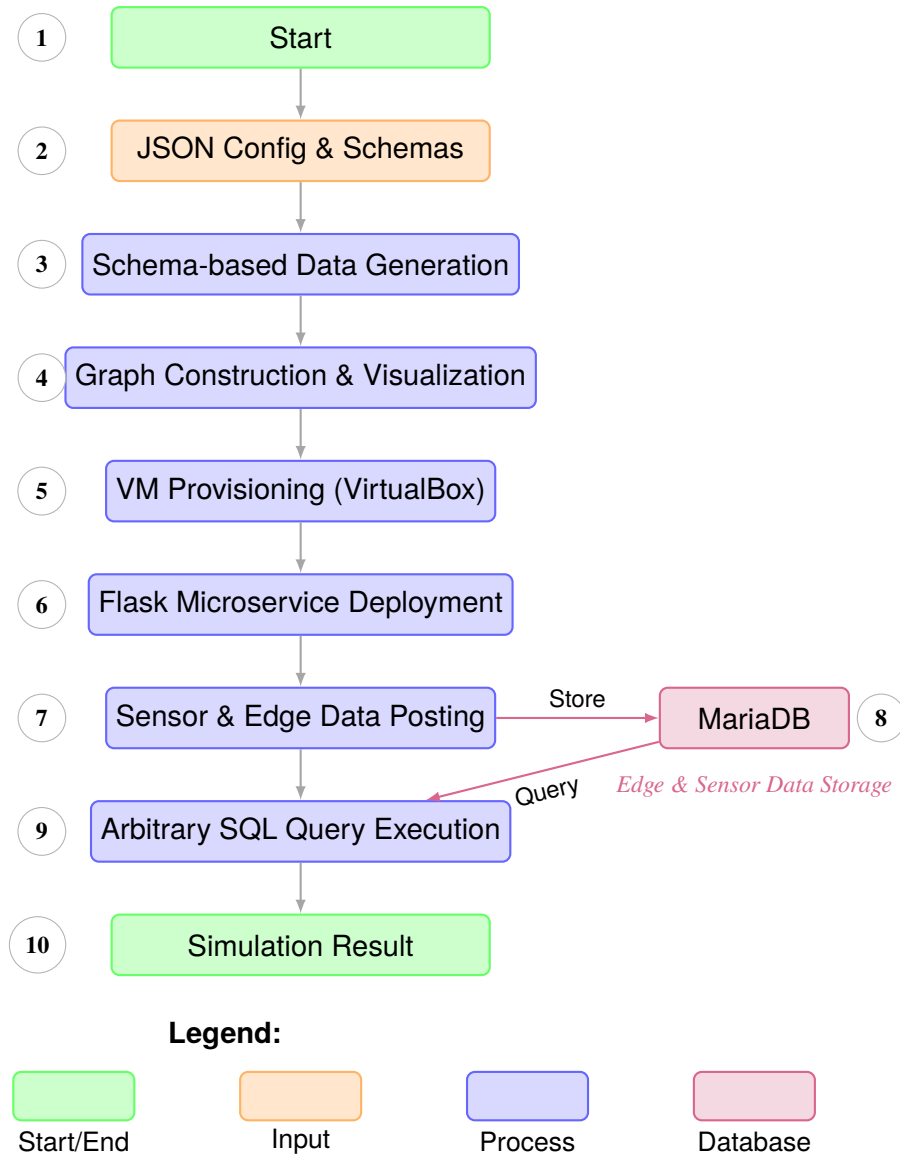 1
Start
2
JSON Config & Schemas
3
Schema-based Data Generation
4
Graph Construction & Visualization
5
VM Provisioning (VirtualBox)
6
Flask Microservice Deployment
7
Sensor & Edge Data Posting
Store
MariaDB
8
Query
Edge & Sensor Data Storage
9
Arbitrary SQL Query Execution
10
Simulation Result
Legend:
Start/End
Input
Process
Database